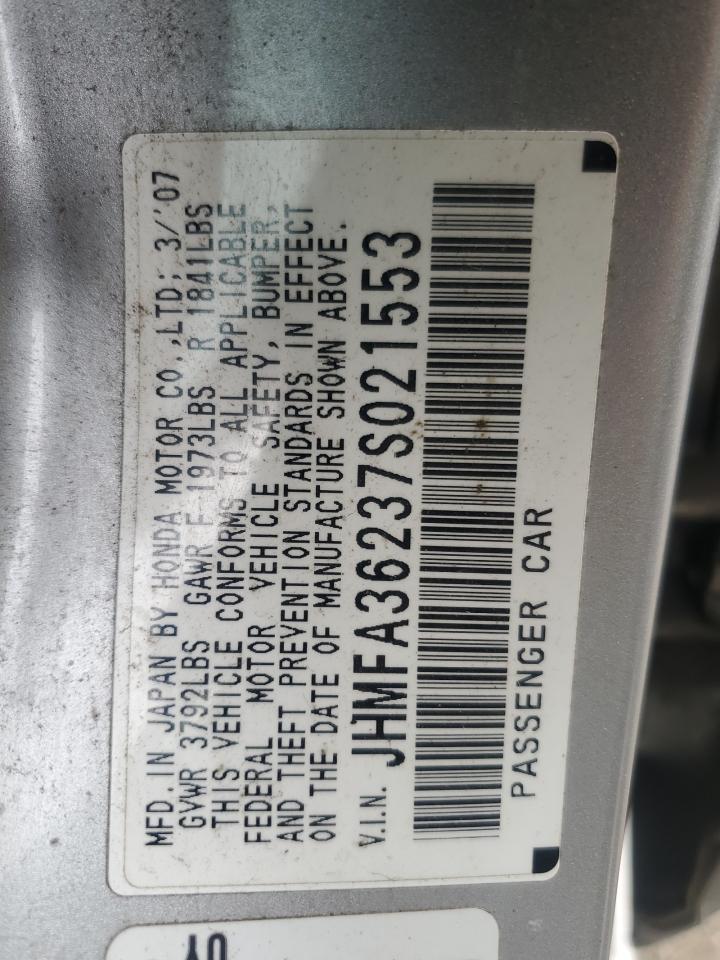 MFD. IN JAPAN BY HONDA MOTOR CO.,LTD; 3/'07
GVWR 3792LBS GAWR F 1973LBS R 1841LBS
THIS VEHICLE CONFORMS TO ALL APPLICABLE
FEDERAL MOTOR VEHICLE SAFETY, BUMPER,
AND THEFT PREVENTION STANDARDS IN EFFECT
ON THE DATE OF MANUFACTURE SHOWN ABOVE.
V.I.N. JHMFA36237S021553
PASSENGER CAR